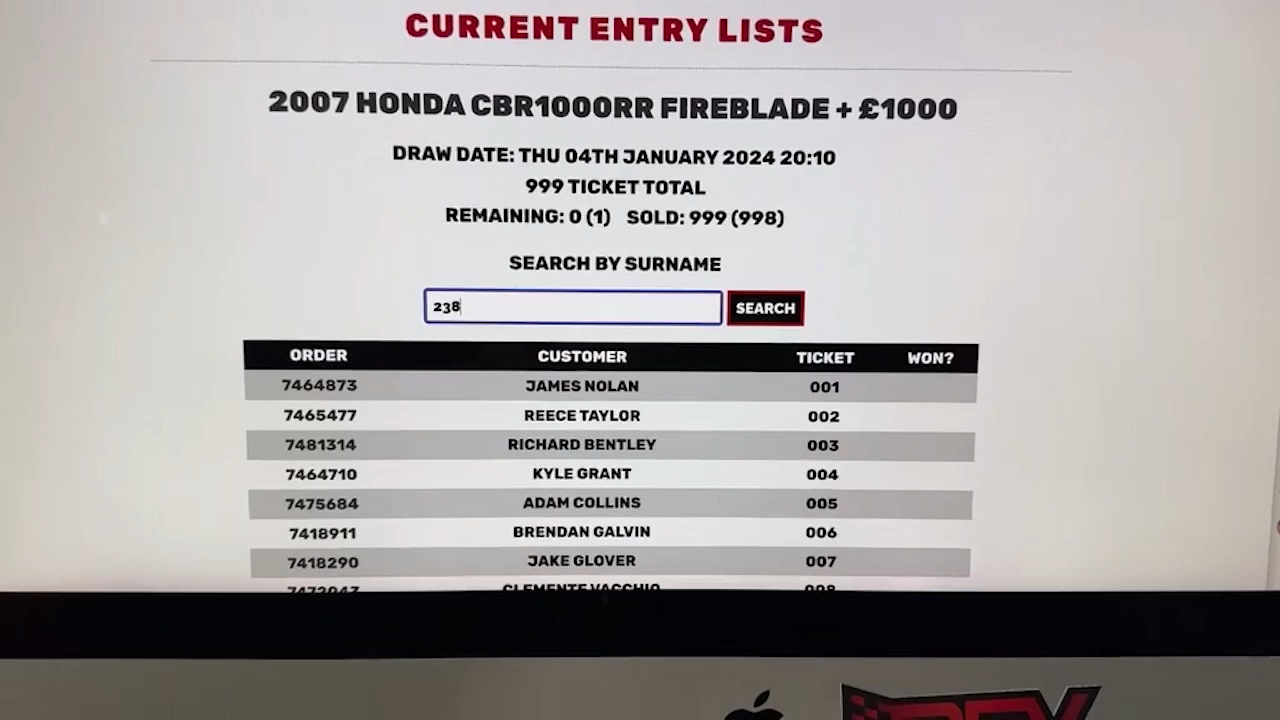 CURRENT ENTRY LISTS
2007 HONDA CBR1000RR FIREBLADE + £1000
DRAW DATE: THU 04TH JANUARY 2024 20:10
999 TICKET TOTAL
REMAINING: 0 (1) SOLD: 999 (998)
SEARCH BY SURNAME
238 SEARCH
ORDER CUSTOMER TICKET WON?
7464873 JAMES NOLAN 001
7465477 REECE TAYLOR 002
7481314 RICHARD BENTLEY 003
7464710 KYLE GRANT 004
7475684 ADAM COLLINS 005
7418911 BRENDAN GALVIN 006
7418290 JAKE GLOVER 007
CLEMENTE VACCHIO 008